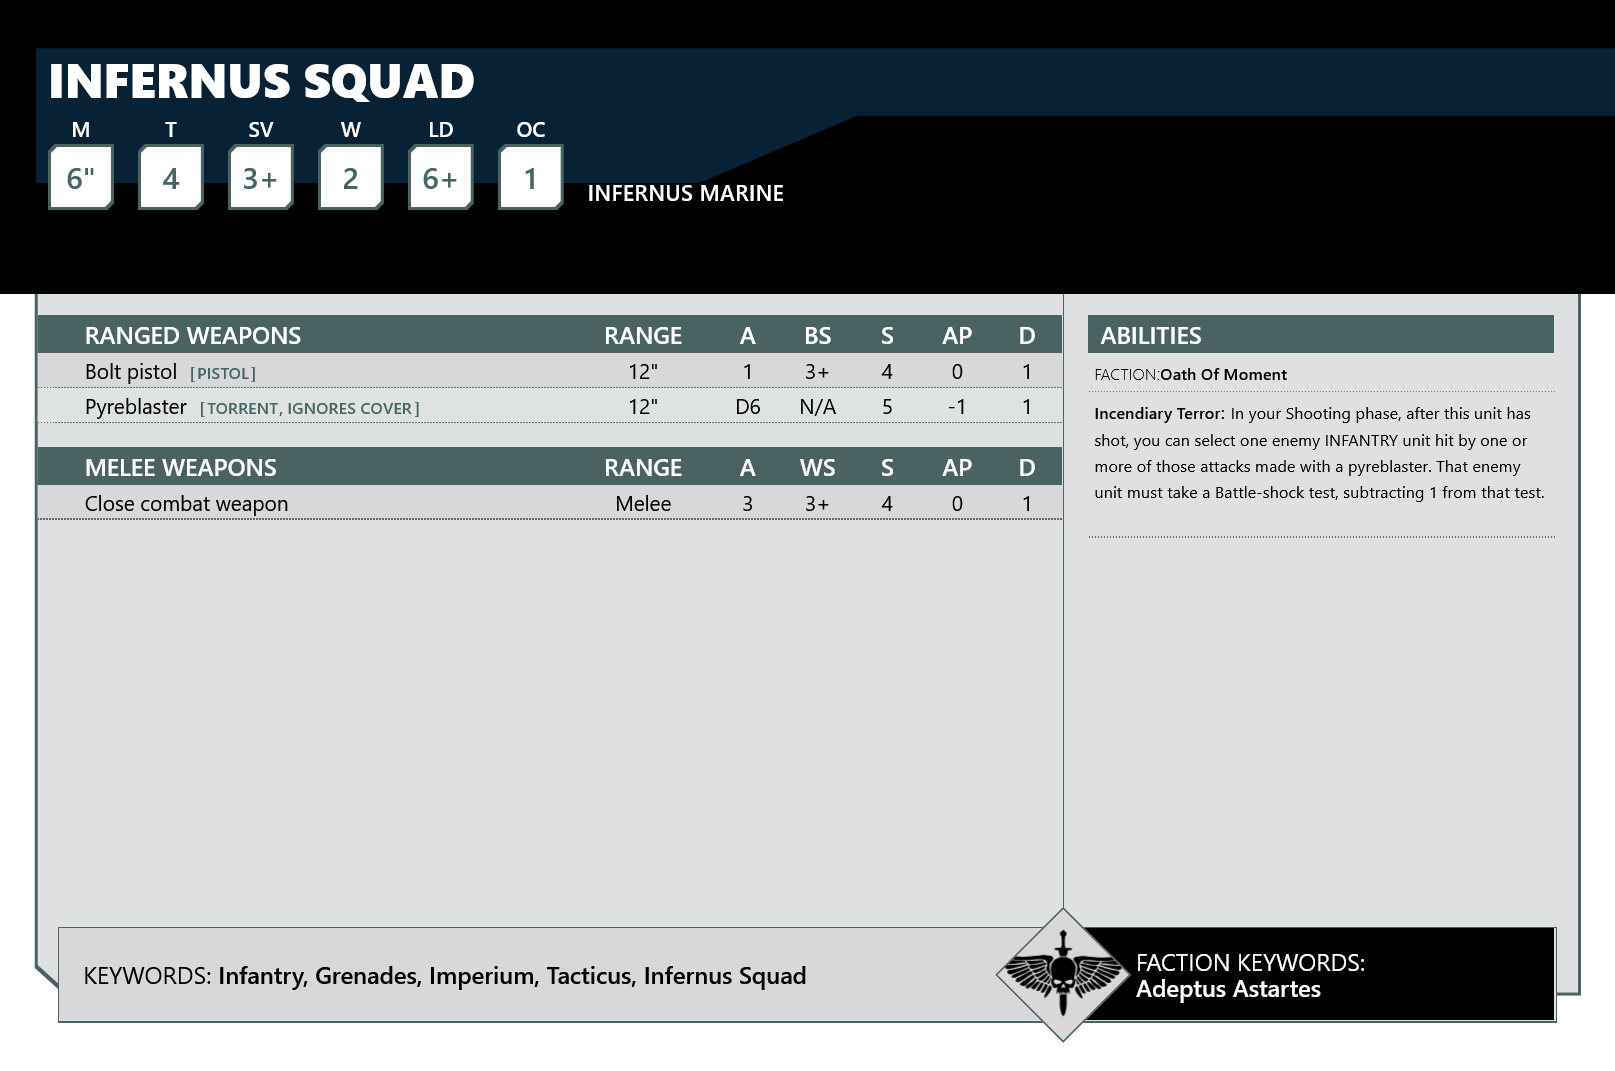 INFERNUS SQUAD
M T SV W LD OC
6" 4 3+ 2 6+ 1 INFERNUS MARINE
RANGED WEAPONS RANGE A BS S AP D
Bolt pistol [PISTOL] 12" 1 3+ 4 0 1
Pyreblaster [TORRENT, IGNORES COVER] 12" D6 N/A 5 -1 1
MELEE WEAPONS RANGE A WS S AP D
Close combat weapon Melee 3 3+ 4 0 1
ABILITIES
FACTION:Oath Of Moment
Incendiary Terror: In your Shooting phase, after this unit has
shot, you can select one enemy INFANTRY unit hit by one or
more of those attacks made with a pyreblaster. That enemy
unit must take a Battle-shock test, subtracting 1 from that test.
KEYWORDS: Infantry, Grenades, Imperium, Tacticus, Infernus Squad
FACTION KEYWORDS:
Adeptus Astartes